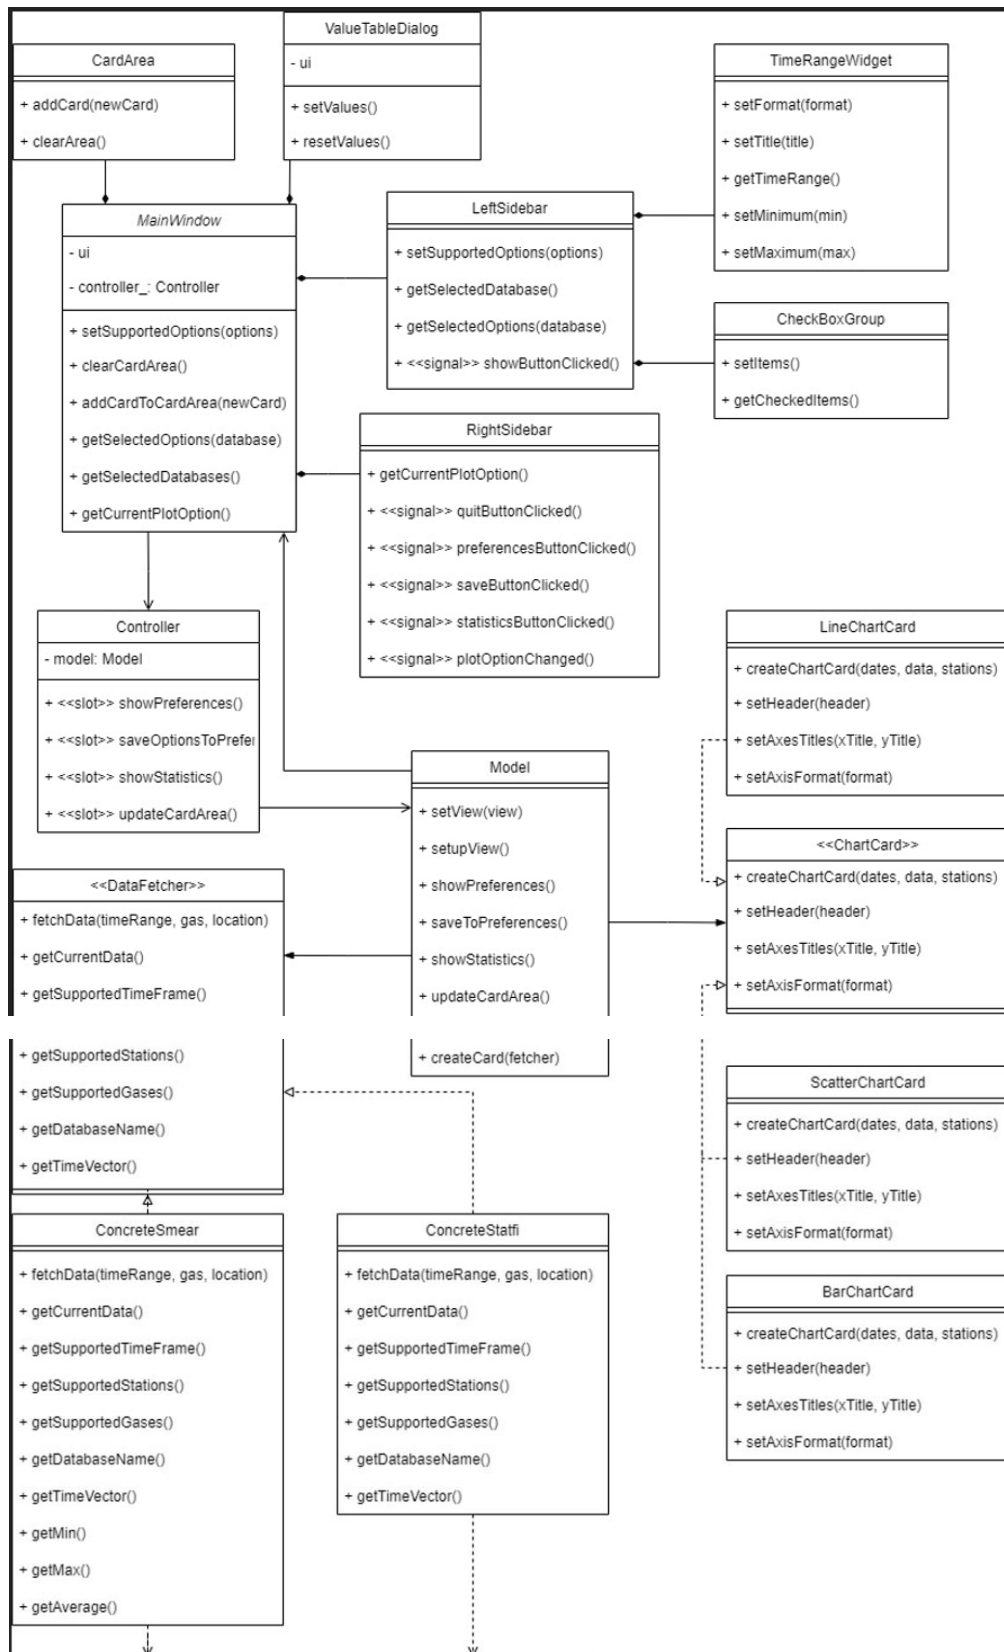 CardArea
+ addCard(newCard)
+ clearArea()
ValueTableDialog
- ui
+ setValues()
+ resetValues()
TimeRangeWidget
+ setFormat(format)
+ setTitle(title)
+ getTimeRange()
+ setMinimum(min)
+ setMaximum(max)
MainWindow
- ui
- controller_: Controller
+ setSupportedOptions(options)
+ clearCardArea()
+ addCardToCardArea(newCard)
+ getSelectedOptions(database)
+ getSelectedDatabases()
+ getCurrentPlotOption()
LeftSidebar
+ setSupportedOptions(options)
+ getSelectedDatabase()
+ getSelectedOptions(database)
+ <<signal>> showButtonClicked()
CheckBoxGroup
+ setItems()
+ getCheckedItems()
RightSidebar
+ getCurrentPlotOption()
+ <<signal>> quitButtonClicked()
+ <<signal>> preferencesButtonClicked()
+ <<signal>> saveButtonClicked()
+ <<signal>> statisticsButtonClicked()
+ <<signal>> plotOptionChanged()
Controller
- model: Model
+ <<slot>> showPreferences()
+ <<slot>> saveOptionsToPrefer
+ <<slot>> showStatistics()
+ <<slot>> updateCardArea()
LineChartCard
+ createChartCard(dates, data, stations)
+ setHeader(header)
+ setAxesTitles(xTitle, yTitle)
+ setAxisFormat(format)
Model
+ setView(view)
+ setupView()
+ showPreferences()
+ saveToPreferences()
+ showStatistics()
+ updateCardArea()
+ createCard(fetcher)
<<ChartCard>>
+ createChartCard(dates, data, stations)
+ setHeader(header)
+ setAxesTitles(xTitle, yTitle)
+ setAxisFormat(format)
<<DataFetcher>>
+ fetchData(timeRange, gas, location)
+ getCurrentData()
+ getSupportedTimeFrame()
+ getSupportedStations()
+ getSupportedGases()
+ getDatabaseName()
+ getTimeVector()
ScatterChartCard
+ createChartCard(dates, data, stations)
+ setHeader(header)
+ setAxesTitles(xTitle, yTitle)
+ setAxisFormat(format)
ConcreteSmear
+ fetchData(timeRange, gas, location)
+ getCurrentData()
+ getSupportedTimeFrame()
+ getSupportedStations()
+ getSupportedGases()
+ getDatabaseName()
+ getTimeVector()
+ getMin()
+ getMax()
+ getAverage()
ConcreteStatfi
+ fetchData(timeRange, gas, location)
+ getCurrentData()
+ getSupportedTimeFrame()
+ getSupportedStations()
+ getSupportedGases()
+ getDatabaseName()
+ getTimeVector()
BarChartCard
+ createChartCard(dates, data, stations)
+ setHeader(header)
+ setAxesTitles(xTitle, yTitle)
+ setAxisFormat(format)